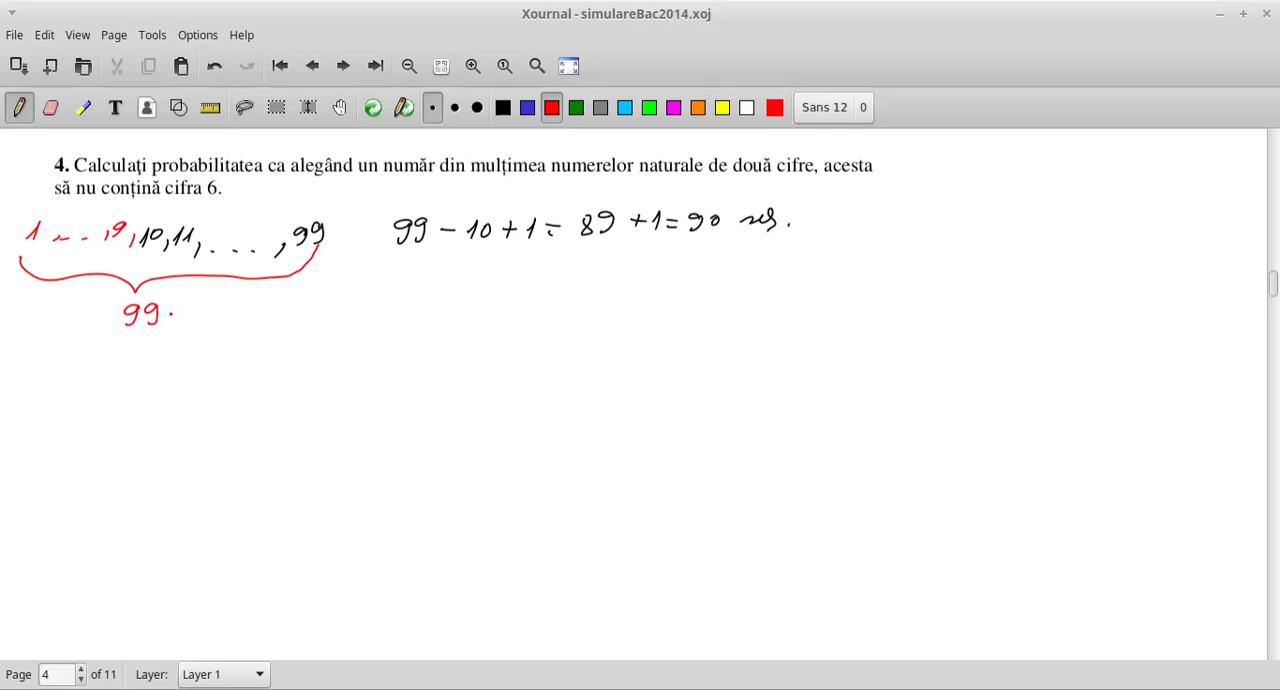 Xournal - simulareBac2014.xoj
File Edit View Page Tools Options Help
Sans 12 0
4. Calculați probabilitatea ca alegând un număr din mulțimea numerelor naturale de două cifre, acesta
să nu conțină cifra 6.
1 ... , 9, 10, 11, . . . , 99 99 - 10 + 1 = 89 + 1 = 90
99.
Page 4 of 11 Layer: Layer 1